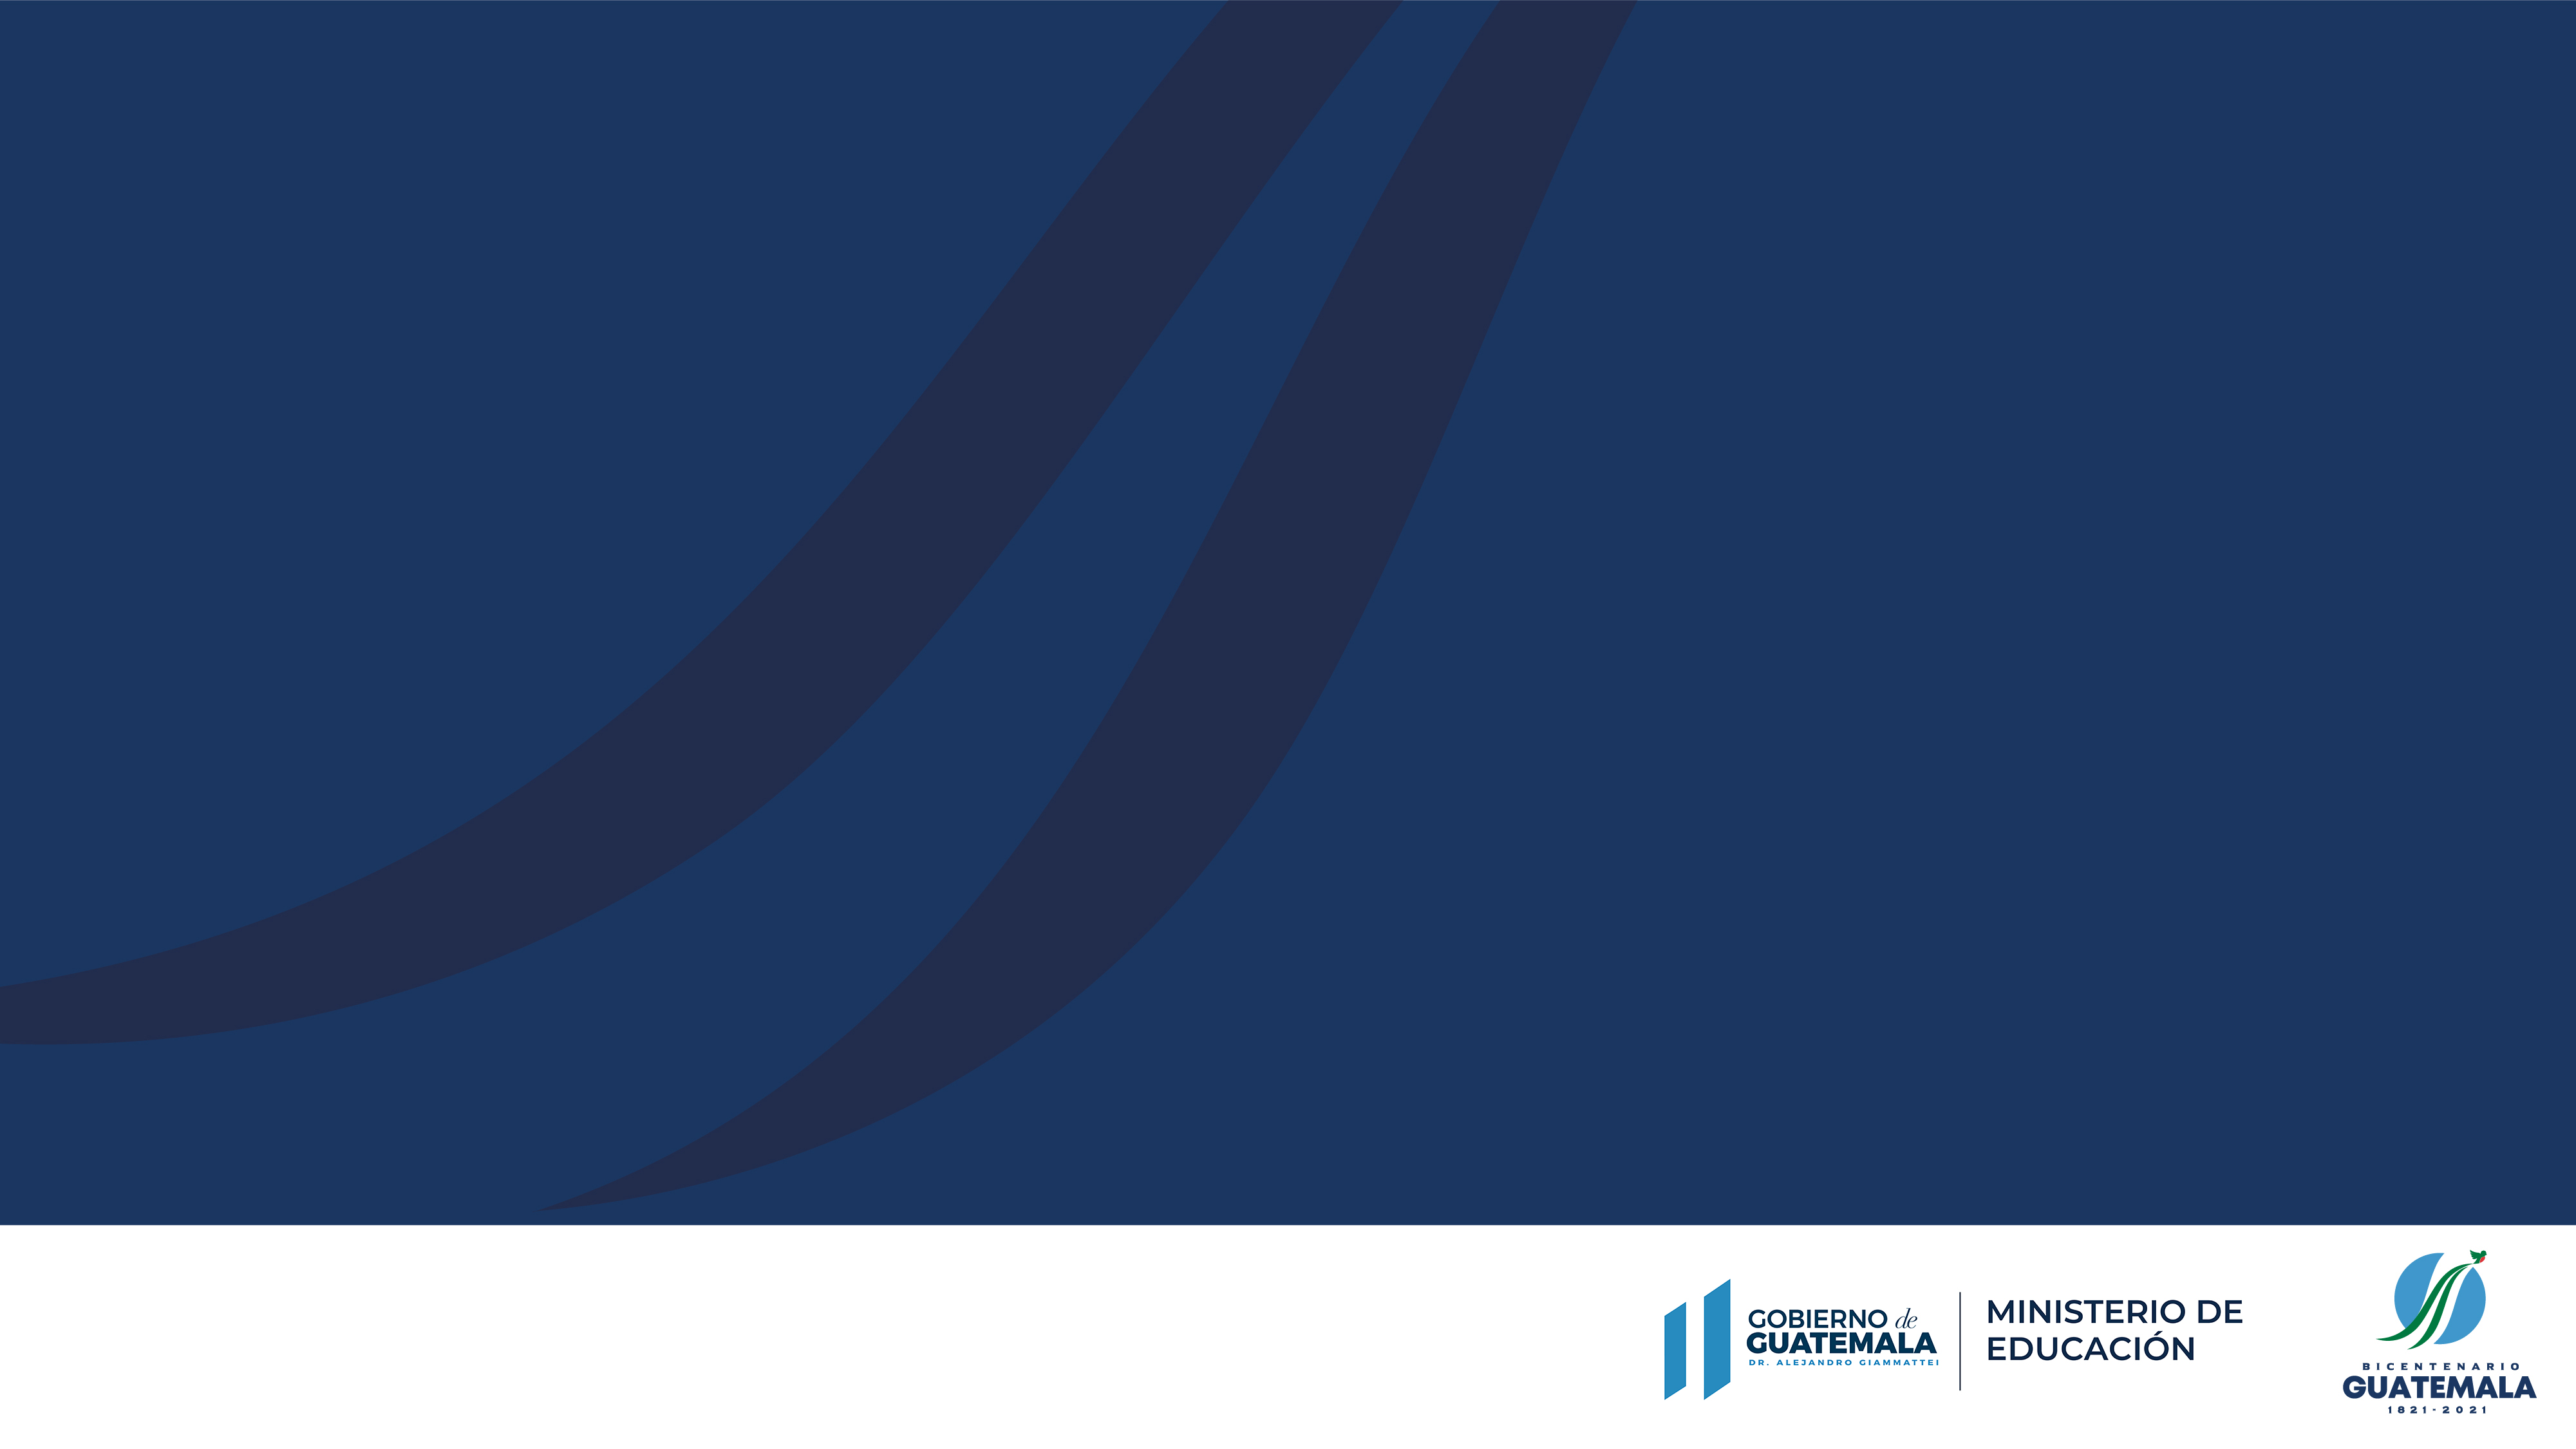 GOBIERNO de
GUATEMALA
DR. ALEJANDRO GIAMMATTEI
MINISTERIO DE
EDUCACIÓN
BICENTENARIO
GUATEMALA
1821-2021